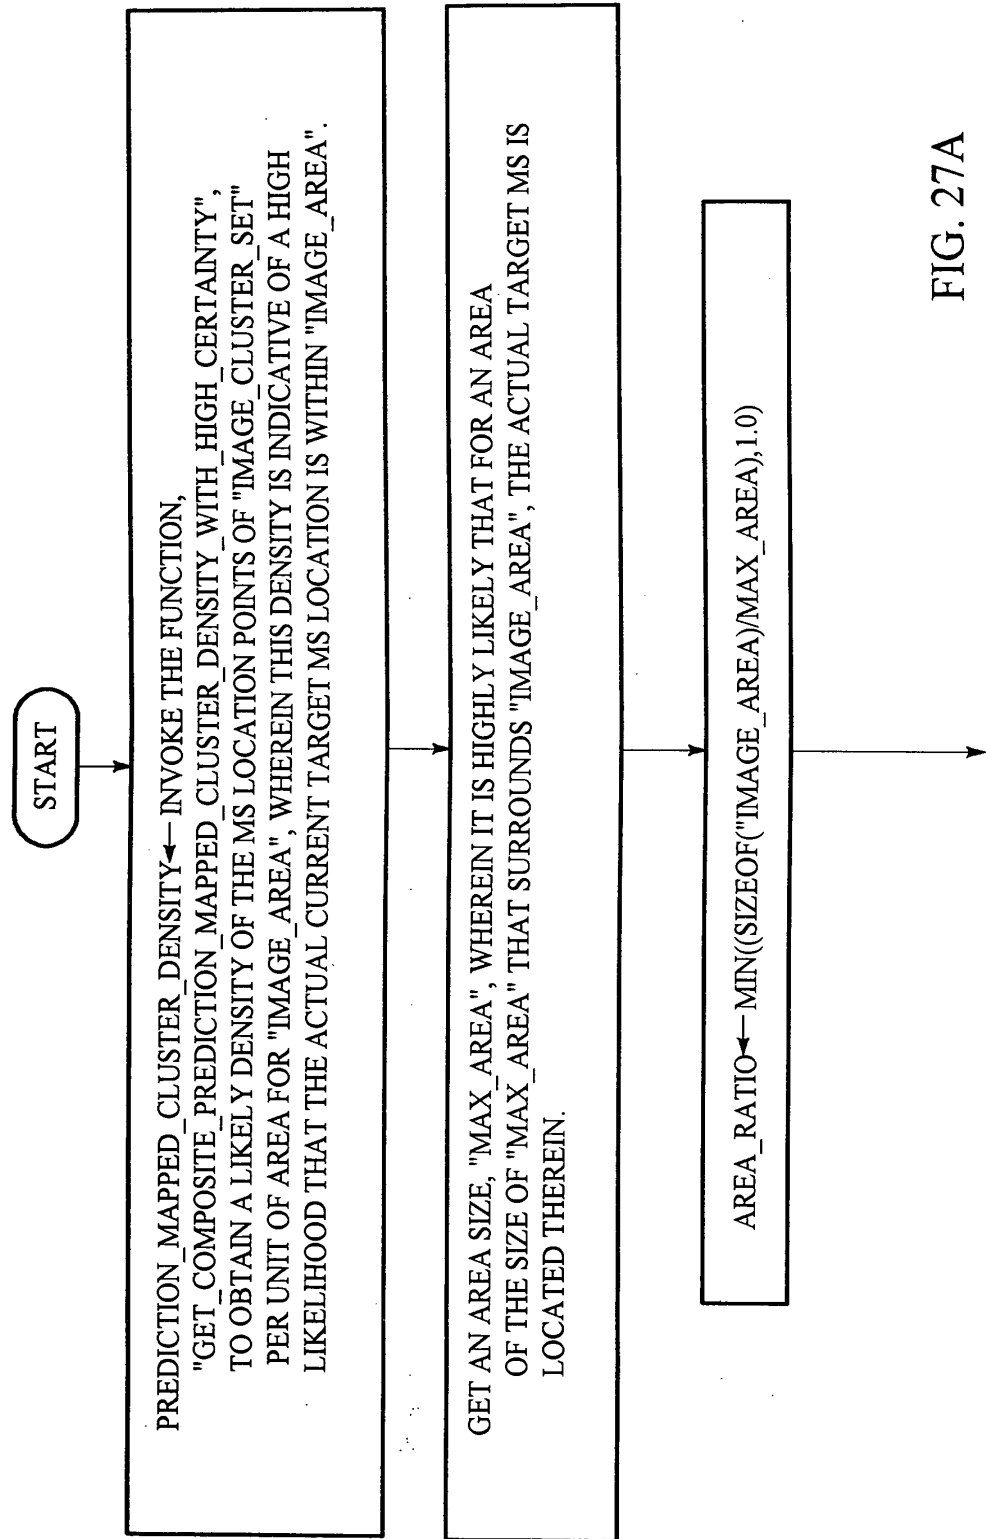 START
PREDICTION_MAPPED_CLUSTER_DENSITY ← INVOKE THE FUNCTION,
"GET_COMPOSITE_PREDICTION_MAPPED_CLUSTER_DENSITY_WITH_HIGH_CERTAINTY",
TO OBTAIN A LIKELY DENSITY OF THE MS LOCATION POINTS OF "IMAGE_CLUSTER_SET"
PER UNIT OF AREA FOR "IMAGE_AREA", WHEREIN THIS DENSITY IS INDICATIVE OF A HIGH
LIKELIHOOD THAT THE ACTUAL CURRENT TARGET MS LOCATION IS WITHIN "IMAGE_AREA".
GET AN AREA SIZE, "MAX_AREA", WHEREIN IT IS HIGHLY LIKELY THAT FOR AN AREA
OF THE SIZE OF "MAX_AREA" THAT SURROUNDS "IMAGE_AREA", THE ACTUAL TARGET MS IS
LOCATED THEREIN.
AREA_RATIO ← MIN((SIZEOF("IMAGE_AREA)/MAX_AREA),1.0)
FIG. 27A